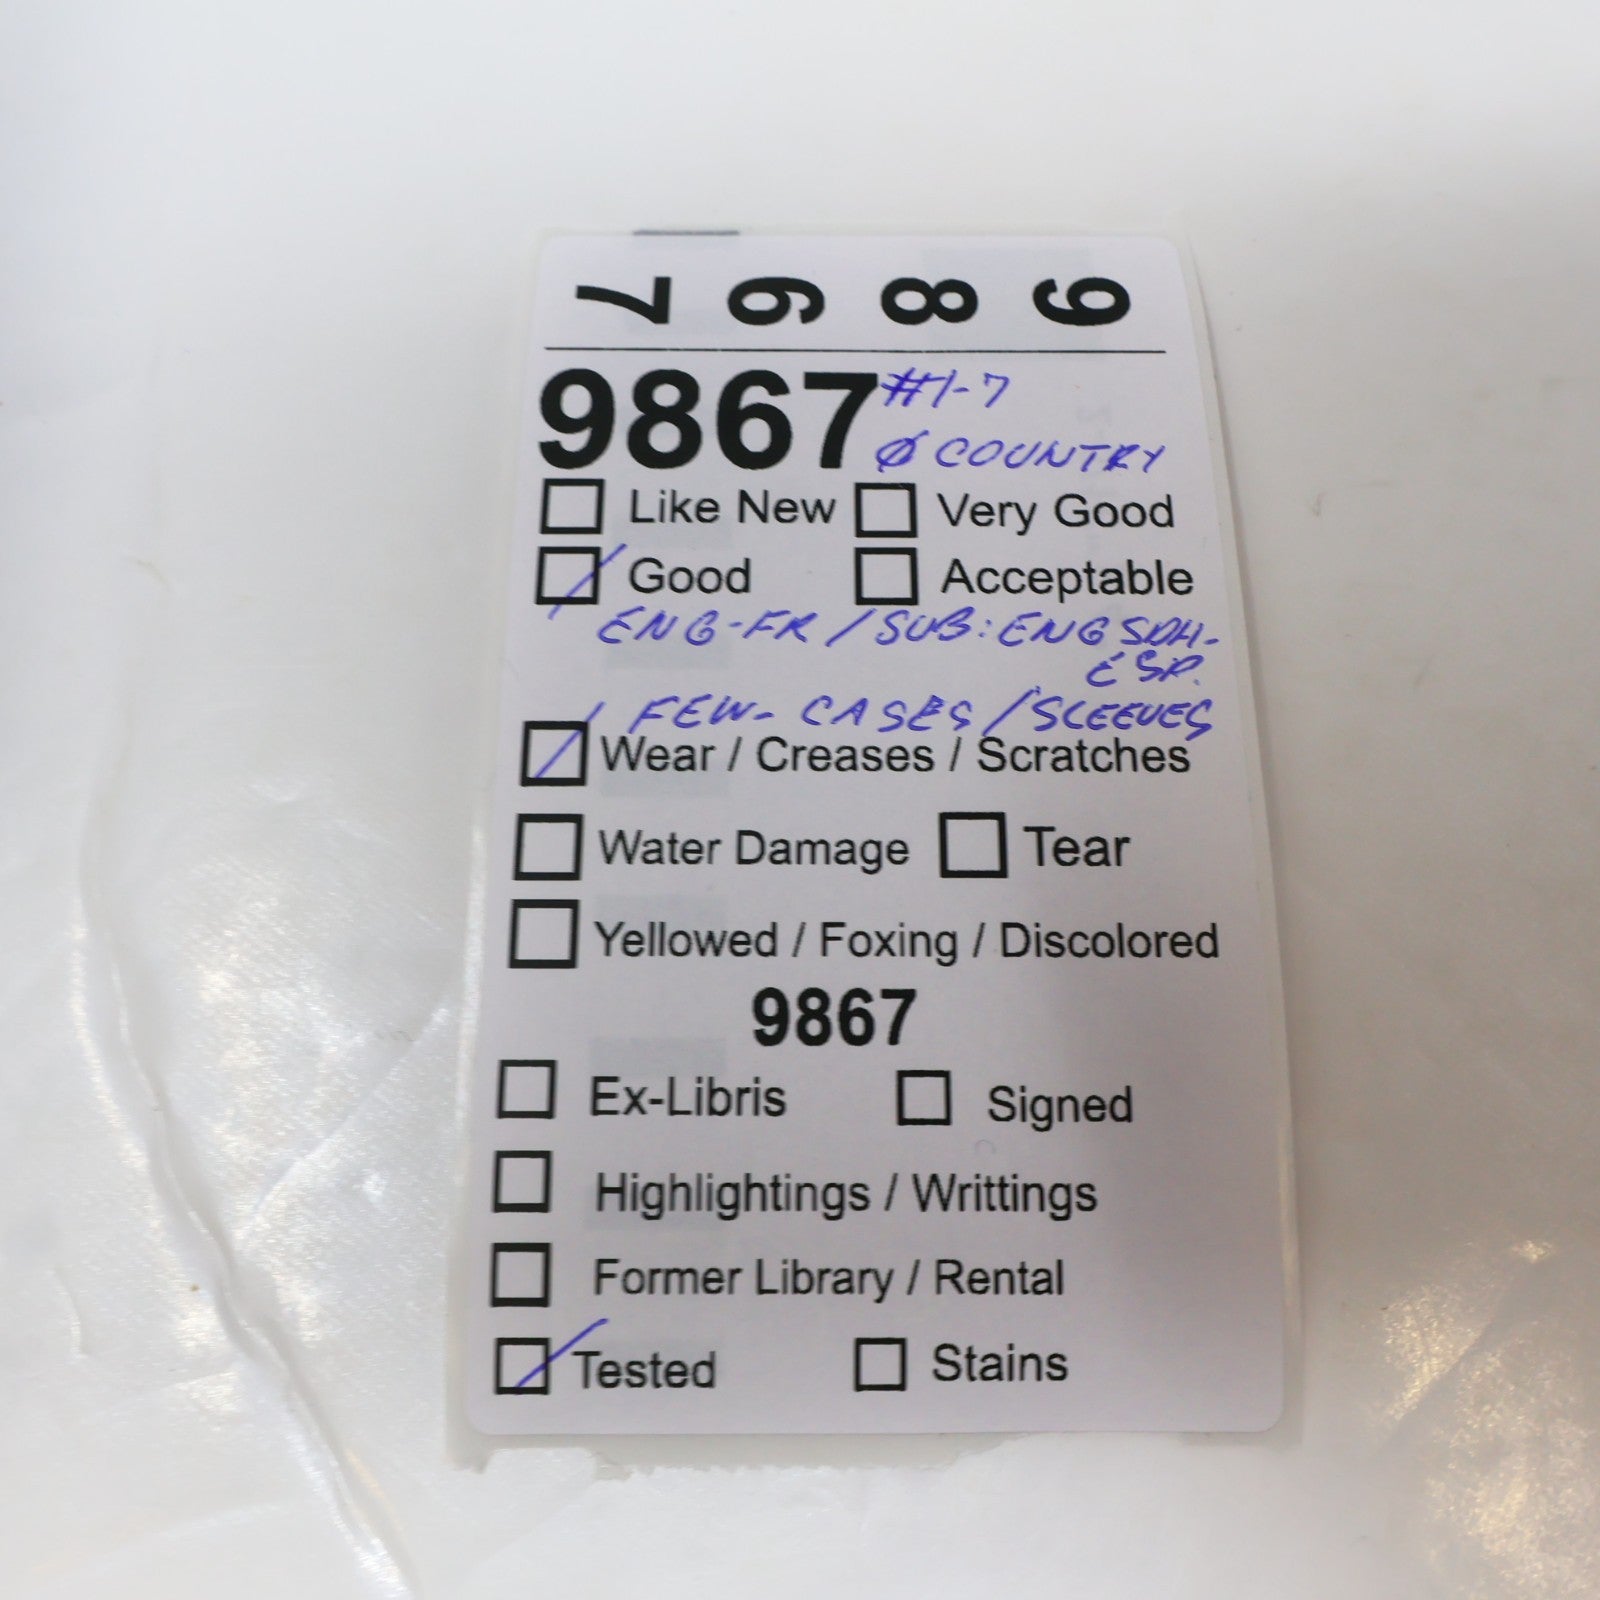 9867
9867 #1-7
Ø COUNTRY
Like New Very Good
Good Acceptable
ENG-FR / SUB: ENG SDH-
ESP.
FEW- CASES / SLEEVES
Wear / Creases / Scratches
Water Damage Tear
Yellowed / Foxing / Discolored
9867
Ex-Libris Signed
Highlightings / Writtings
Former Library / Rental
Tested Stains